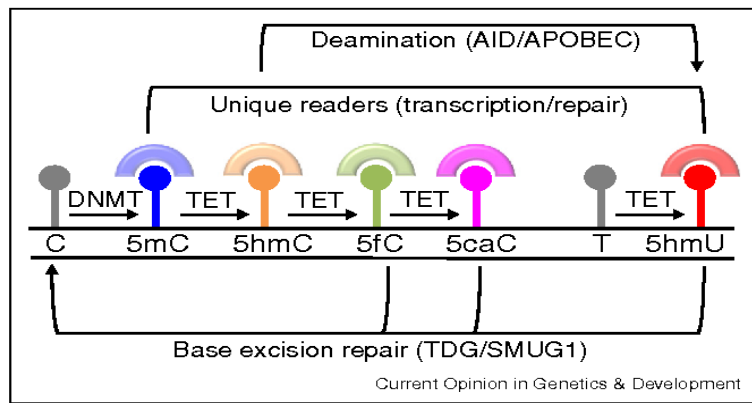 Deamination (AID/APOBEC)
Unique readers (transcription/repair)
DNMT TET TET TET TET
C 5mC 5hmC 5fC 5caC T 5hmU
Base excision repair (TDG/SMUG1)
Current Opinion in Genetics & Development